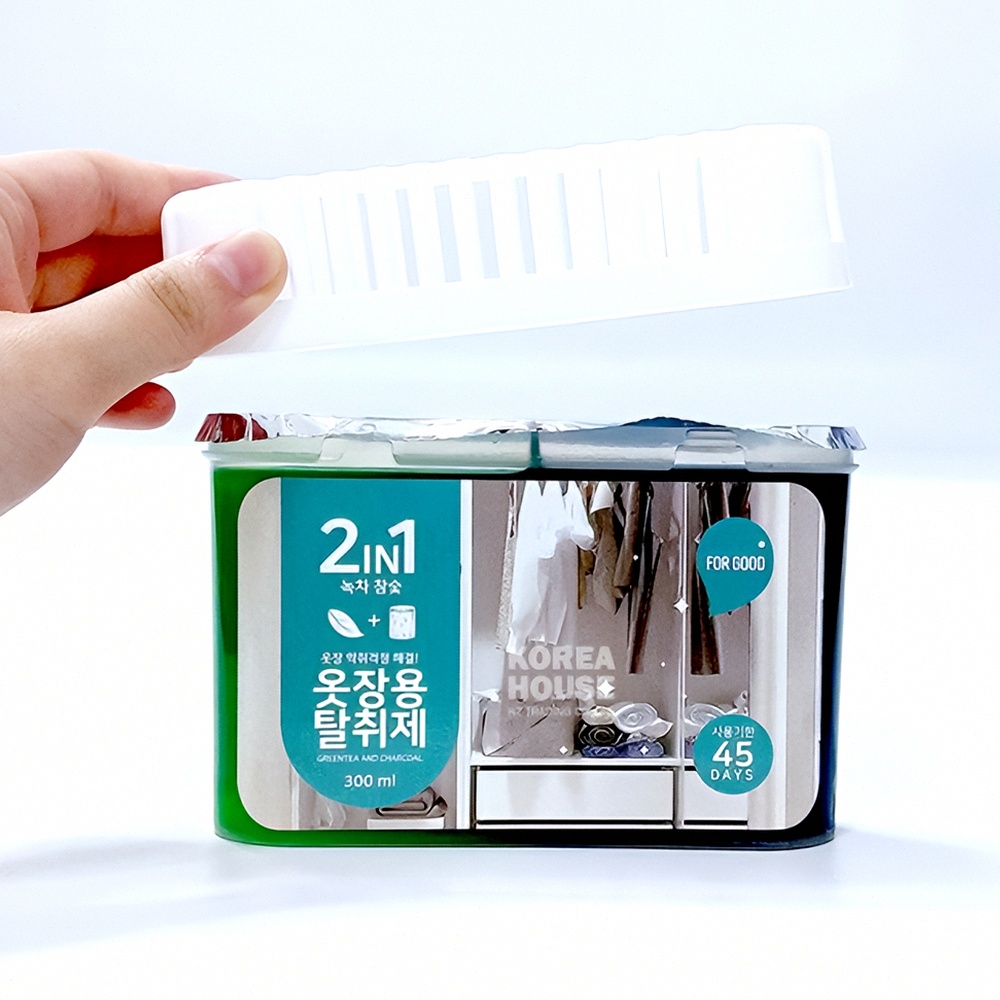 2IN1
녹차 참숯
+
옷장 악취걱정 해결!
옷장용
탈취제
GREENTEA AND CHARCOAL
300 ml
FOR GOOD
KOREA
HOUSE
사용기한
45
DAYS